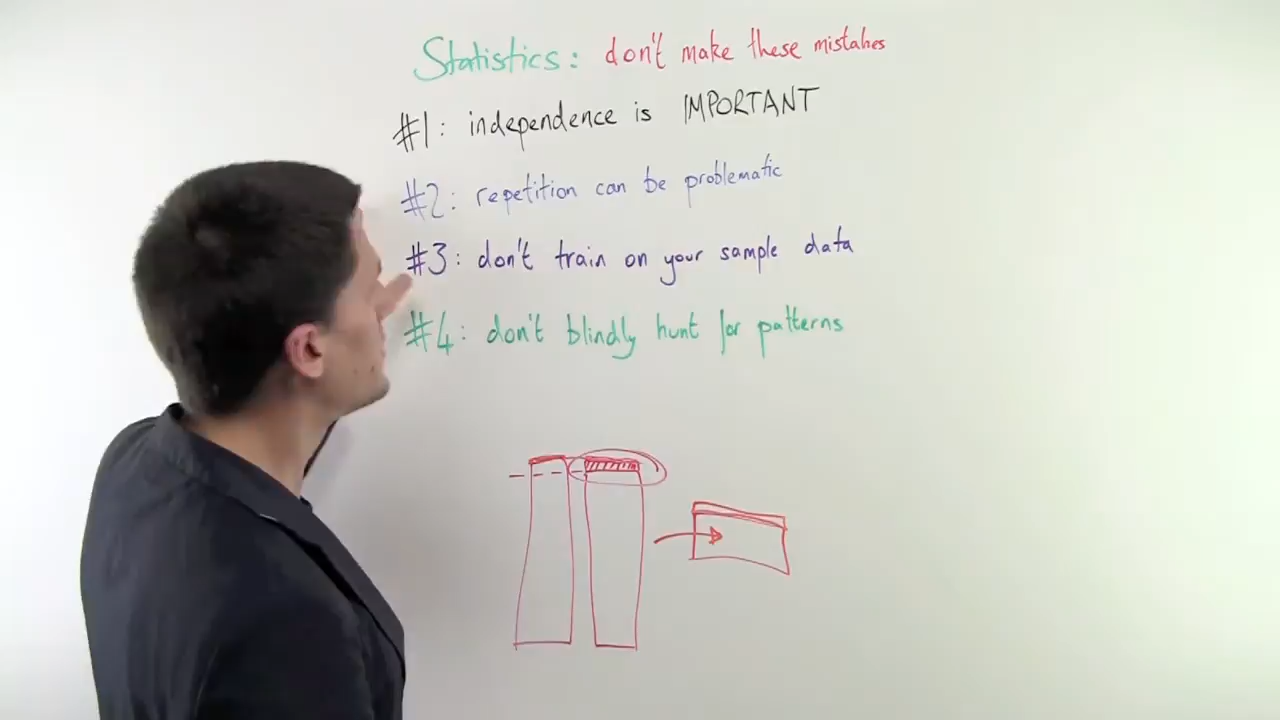 Statistics: don't make these mistakes
#1: independence is IMPORTANT
#2: repetition can be problematic
#3: don't train on your sample data
#4: don't blindly hunt for patterns